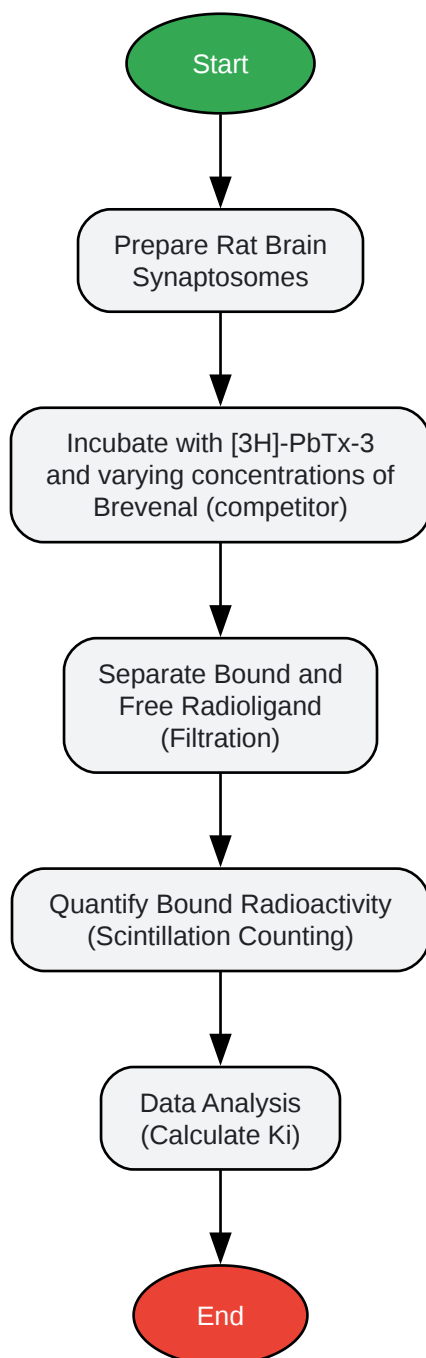 Start
Prepare Rat Brain
Synaptosomes
Incubate with [3H]-PbTx-3
and varying concentrations of
Brevenal (competitor)
Separate Bound and
Free Radioligand
(Filtration)
Quantify Bound Radioactivity
(Scintillation Counting)
Data Analysis
(Calculate Ki)
End